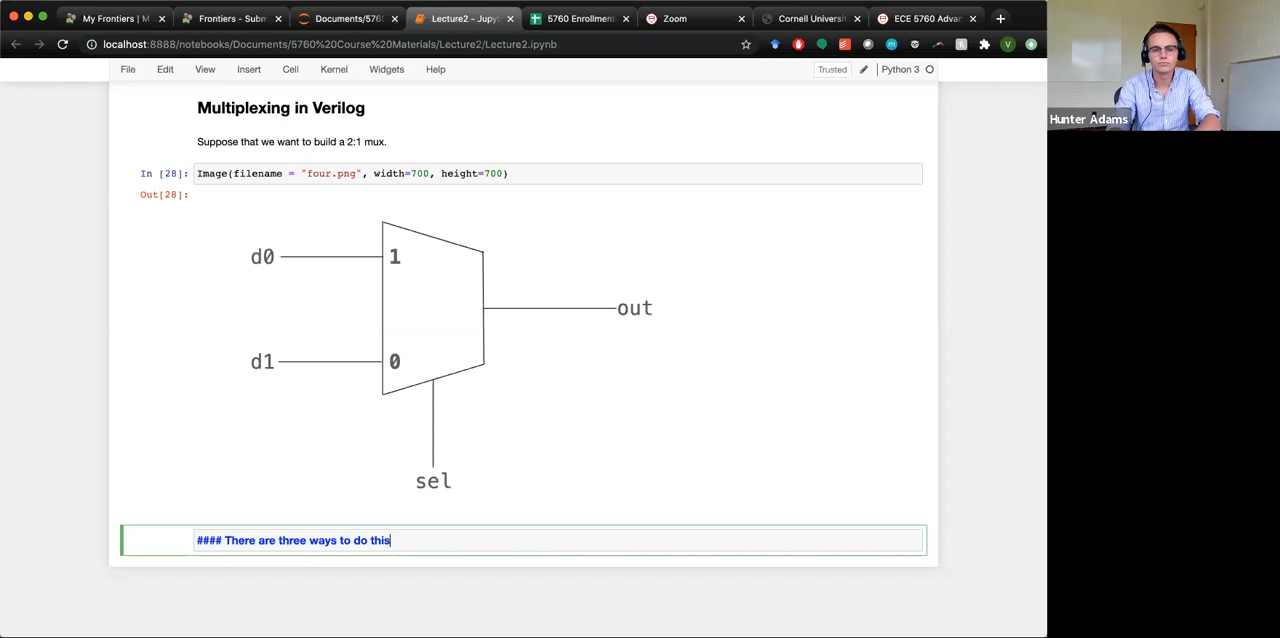 My Frontiers | M
Frontiers - Subm
Documents/5760
Lecture2 - Jupyt
5760 Enrollment.
Zoom
Cornell Universit
ECE 5760 Advan
localhost:8888/notebooks/Documents/5760%20Course%20Materials/Lecture2/Lecture2.ipynb
V
File Edit View Insert Cell Kernel Widgets Help
Trusted
Python 3
Multiplexing in Verilog
Suppose that we want to build a 2:1 mux.
In [28]: Image(filename = "four.png", width=700, height=700)
Out[28]:
d0
1
out
d1
0
sel
#### There are three ways to do this
Hunter Adams